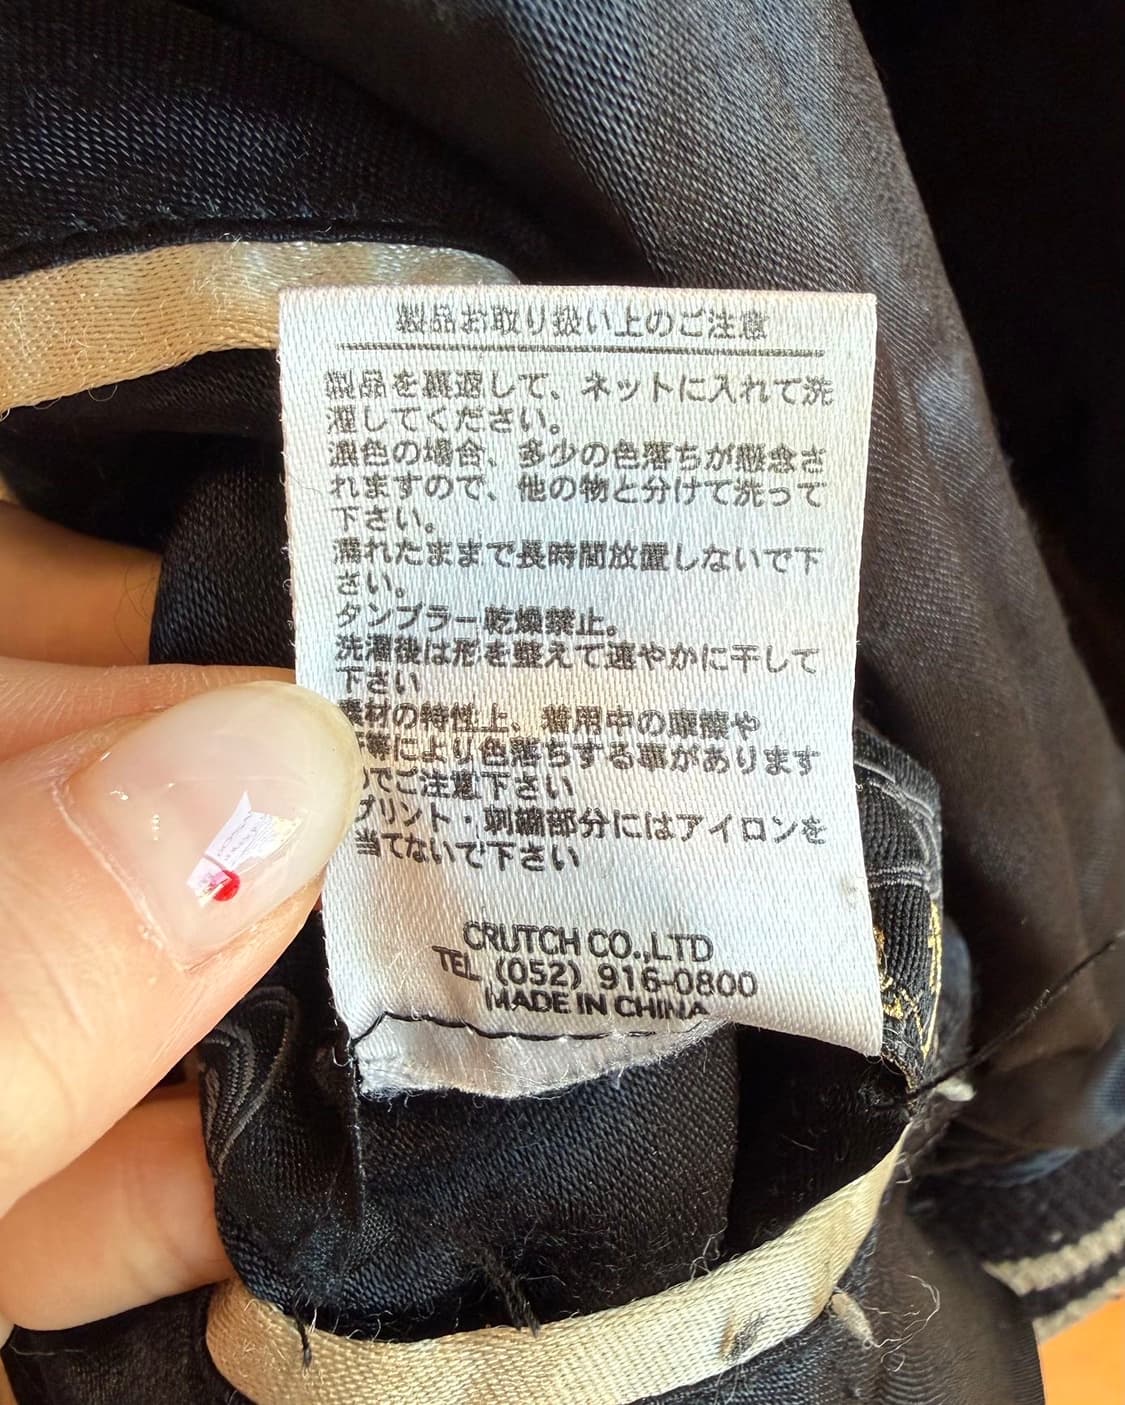 製品お取り扱い上のご注意
製品を裏返して、ネットに入れて洗
濯してください。
濃色の場合、多少の色落ちが懸念さ
れますので、他の物と分けて洗って
下さい。
濡れたままで長時間放置しないで下
さい。
タンブラー乾燥禁止。
洗濯後は形を整えて速やかに干して
下さい
素材の特性上、着用中の摩擦や
等により色落ちする事があります
のでご注意下さい
プリント・刺繍部分にはアイロンを
当てないで下さい
CRUTCH CO.,LTD
TEL (052) 916-0800
MADE IN CHINA